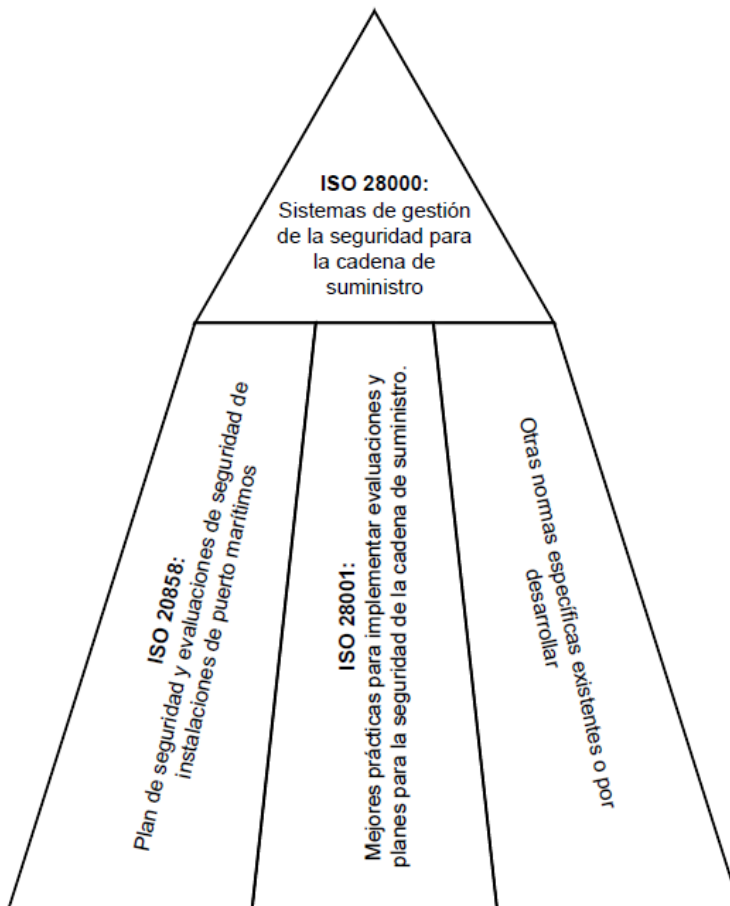 ISO 28000:
Sistemas de gestión
de la seguridad para
la cadena de
suministro
ISO 20858:
Plan de seguridad y evaluaciones de seguridad de
instalaciones de puerto marítimos
ISO 28001:
Mejores prácticas para implementar evaluaciones y
planes para la seguridad de la cadena de suministro.
Otras normas específicas existentes o por
desarrollar